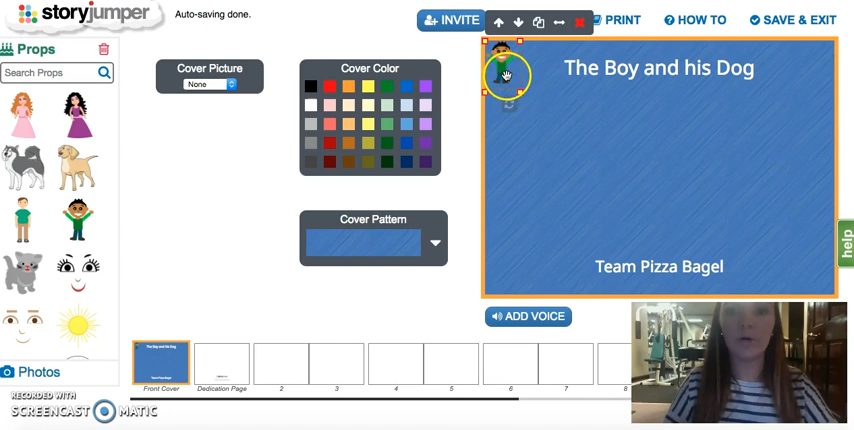 storyjumper
Auto-saving done.
INVITE
PRINT
HOW TO
SAVE & EXIT
Props
Search Props
Cover Picture
None
Cover Color
Cover Pattern
The Boy and his Dog
Team Pizza Bagel
help
ADD VOICE
Photos
The Boy and his Dog
Team Pizza Bagel
Front Cover
Dedication Page
2
3
4
5
6
7
8
RECORDED WITH
SCREENCAST MATIC